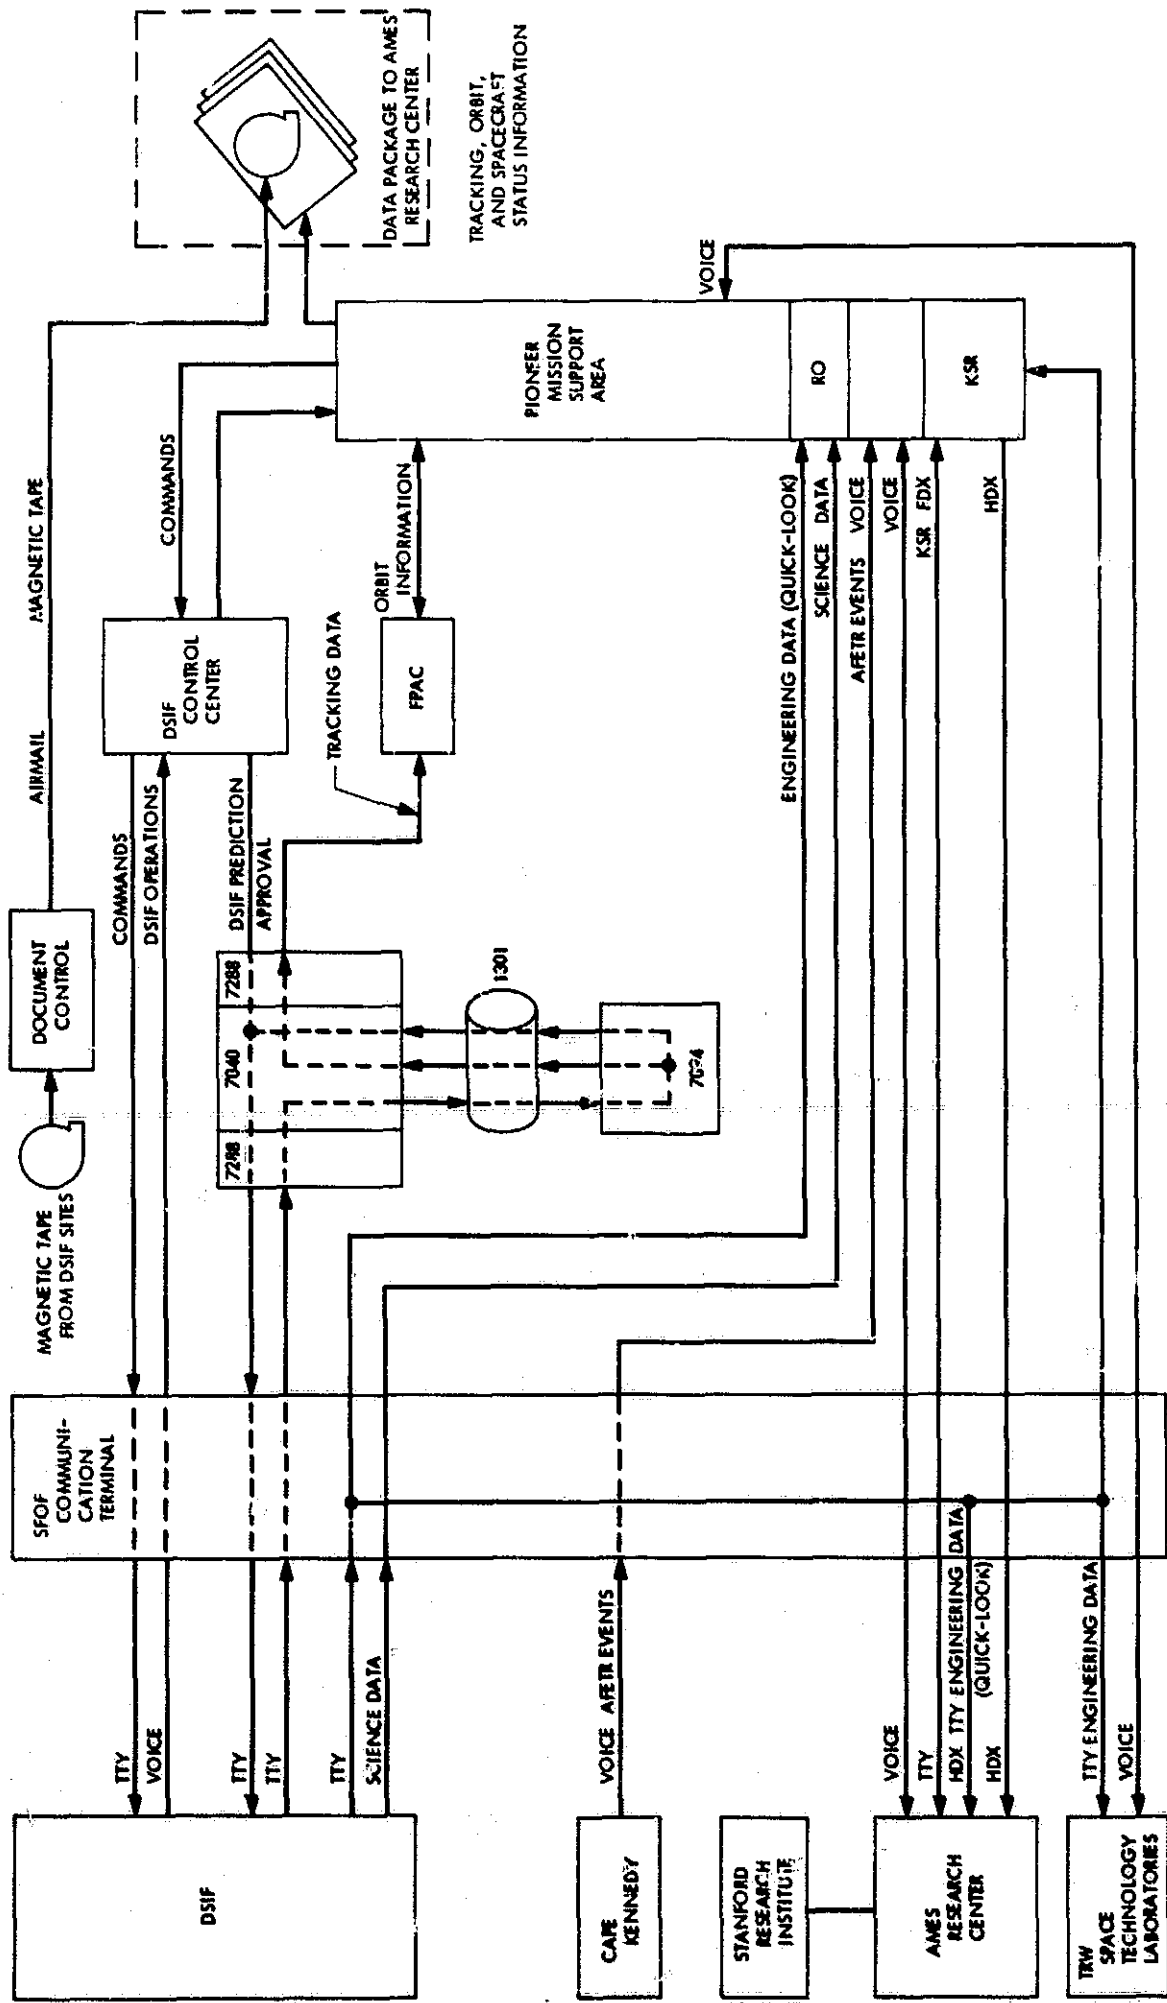 MAGNETIC TAPE
FROM DSIF SITES
DOCUMENT
CONTROL
AIRMAIL
MAGNETIC TAPE
DATA PACKAGE TO AMES
RESEARCH CENTER
TRACKING, ORBIT,
AND SPACECRAFT
STATUS INFORMATION
SFOF
COMMUNI-
CATION
TERMINAL
COMMANDS
DSIF OPERATIONS
DSIF
CONTROL
CENTER
COMMANDS
DSIF PREDICTION
APPROVAL
TTY
VOICE
TTY
TTY
TTY
SCIENCE DATA
DSIF
7288
7040
7288
1301
7094
TRACKING DATA
FPAC
ORBIT
INFORMATION
PIONEER
MISSION
SUPPORT
AREA
RO
KSR
VOICE
ENGINEERING DATA (QUICK-LOOK)
SCIENCE DATA
AFETR EVENTS VOICE
VOICE
KSR FDX
HDX
CAPE
KENNEDY
VOICE AFETR EVENTS
STANFORD
RESEARCH
INSTITUTE
AMES
RESEARCH
CENTER
VOICE
TTY
HDX TTY ENGINEERING DATA
(QUICK-LOOK)
HDX
TRW
SPACE
TECHNOLOGY
LABORATORIES
TTY ENGINEERING DATA
VOICE